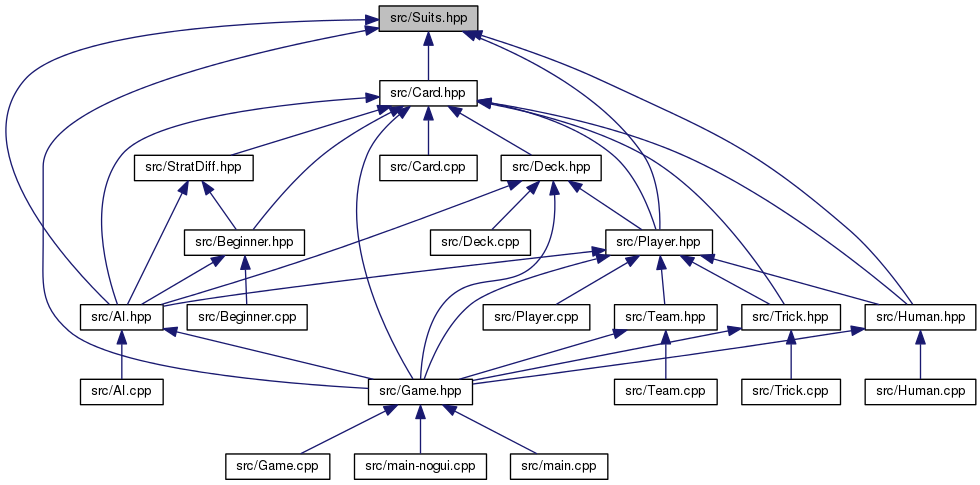 src/Suits.hpp
src/Card.hpp
src/StratDiff.hpp
src/Card.cpp
src/Deck.hpp
src/Beginner.hpp
src/Deck.cpp
src/Player.hpp
src/AI.hpp
src/Beginner.cpp
src/Player.cpp
src/Team.hpp
src/Trick.hpp
src/Human.hpp
src/AI.cpp
src/Game.hpp
src/Team.cpp
src/Trick.cpp
src/Human.cpp
src/Game.cpp
src/main-nogui.cpp
src/main.cpp